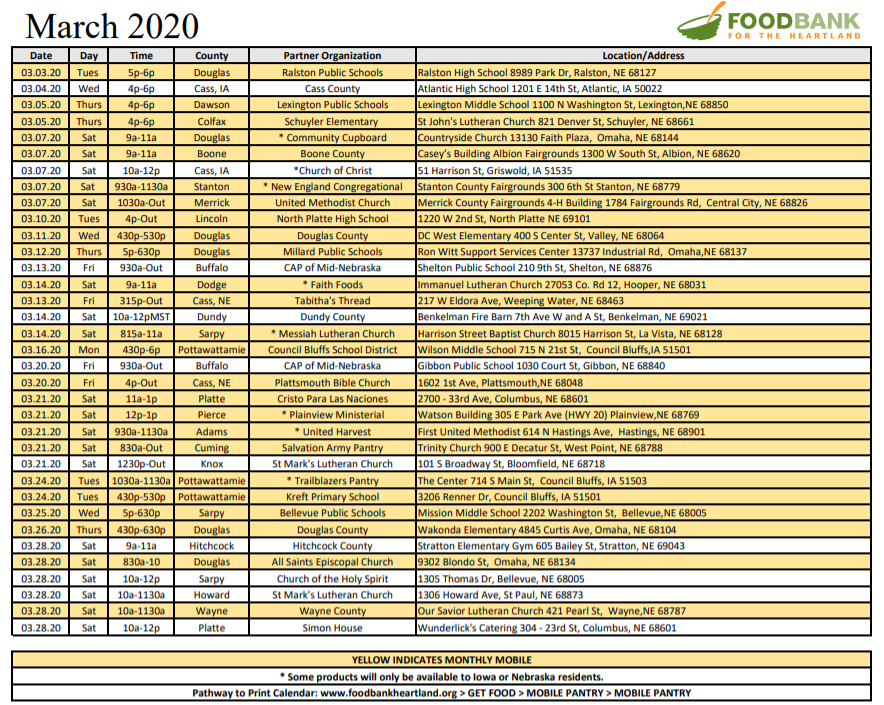 March 2020
FOODBANK
FOR THE HEARTLAND
Date Day Time County Partner Organization Location/Address
03.03.20 Tues 5p-6p Douglas Ralston Public Schools Ralston High School 8989 Park Dr, Ralston, NE 68127
03.04.20 Wed 4p-6p Cass, IA Cass County Atlantic High School 1201 E 14th St, Atlantic, IA 50022
03.05.20 Thurs 4p-6p Dawson Lexington Public Schools Lexington Middle School 1100 N Washington St, Lexington,NE 68850
03.05.20 Thurs 4p-6p Colfax Schuyler Elementary St John's Lutheran Church 821 Denver St, Schuyler, NE 68661
03.07.20 Sat 9a-11a Douglas * Community Cupboard Countryside Church 13130 Faith Plaza, Omaha, NE 68144
03.07.20 Sat 9a-11a Boone Boone County Casey's Building Albion Fairgrounds 1300 W South St, Albion, NE 68620
03.07.20 Sat 10a-12p Cass, IA *Church of Christ 51 Harrison St, Griswold, IA 51535
03.07.20 Sat 930a-1130a Stanton * New England Congregational Stanton County Fairgrounds 300 6th St Stanton, NE 68779
03.07.20 Sat 1030a-Out Merrick United Methodist Church Merrick County Fairgrounds 4-H Building 1784 Fairgrounds Rd, Central City, NE 68826
03.10.20 Tues 4p-Out Lincoln North Platte High School 1220 W 2nd St, North Platte NE 69101
03.11.20 Wed 430p-530p Douglas Douglas County DC West Elementary 400 S Center St, Valley, NE 68064
03.12.20 Thurs 5p-630p Douglas Millard Public Schools Ron Witt Support Services Center 13737 Industrial Rd, Omaha,NE 68137
03.13.20 Fri 930a-Out Buffalo CAP of Mid-Nebraska Shelton Public School 210 9th St, Shelton, NE 68876
03.14.20 Sat 9a-11a Dodge * Faith Foods Immanuel Lutheran Church 27053 Co. Rd 12, Hooper, NE 68031
03.13.20 Fri 315p-Out Cass, NE Tabitha's Thread 217 W Eldora Ave, Weeping Water, NE 68463
03.14.20 Sat 10a-12pMST Dundy Dundy County Benkelman Fire Barn 7th Ave W and A St, Benkelman, NE 69021
03.14.20 Sat 815a-11a Sarpy * Messiah Lutheran Church Harrison Street Baptist Church 8015 Harrison St, La Vista, NE 68128
03.16.20 Mon 430p-6p Pottawattamie Council Bluffs School District Wilson Middle School 715 N 21st St, Council Bluffs,IA 51501
03.20.20 Fri 930a-Out Buffalo CAP of Mid-Nebraska Gibbon Public School 1030 Court St, Gibbon, NE 68840
03.20.20 Fri 4p-Out Cass, NE Plattsmouth Bible Church 1602 1st Ave, Plattsmouth,NE 68048
03.21.20 Sat 11a-1p Platte Cristo Para Las Naciones 2700 - 33rd Ave, Columbus, NE 68601
03.21.20 Sat 12p-1p Pierce * Plainview Ministerial Watson Building 305 E Park Ave (HWY 20) Plainview,NE 68769
03.21.20 Sat 930a-1130a Adams * United Harvest First United Methodist 614 N Hastings Ave, Hastings, NE 68901
03.21.20 Sat 830a-Out Cuming Salvation Army Pantry Trinity Church 900 E Decatur St, West Point, NE 68788
03.21.20 Sat 1230p-Out Knox St Mark's Lutheran Church 101 S Broadway St, Bloomfield, NE 68718
03.24.20 Tues 1030a-1130a Pottawattamie * Trailblazers Pantry The Center 714 S Main St, Council Bluffs, IA 51503
03.24.20 Tues 430p-530p Pottawattamie Kreft Primary School 3206 Renner Dr, Council Bluffs, IA 51501
03.25.20 Wed 5p-630p Sarpy Bellevue Public Schools Mission Middle School 2202 Washington St, Bellevue,NE 68005
03.26.20 Thurs 430p-630p Douglas Douglas County Wakonda Elementary 4845 Curtis Ave, Omaha, NE 68104
03.28.20 Sat 9a-11a Hitchcock Hitchcock County Stratton Elementary Gym 605 Bailey St, Stratton, NE 69043
03.28.20 Sat 830a-10 Douglas All Saints Episcopal Church 9302 Blondo St, Omaha, NE 68134
03.28.20 Sat 10a-12p Sarpy Church of the Holy Spirit 1305 Thomas Dr, Bellevue, NE 68005
03.28.20 Sat 10a-1130a Howard St Mark's Lutheran Church 1306 Howard Ave, St Paul, NE 68873
03.28.20 Sat 10a-1130a Wayne Wayne County Our Savior Lutheran Church 421 Pearl St, Wayne,NE 68787
03.28.20 Sat 10a-12p Platte Simon House Wunderlick's Catering 304 - 23rd St, Columbus, NE 68601
YELLOW INDICATES MONTHLY MOBILE
* Some products will only be available to Iowa or Nebraska residents.
Pathway to Print Calendar: www.foodbankheartland.org > GET FOOD > MOBILE PANTRY > MOBILE PANTRY